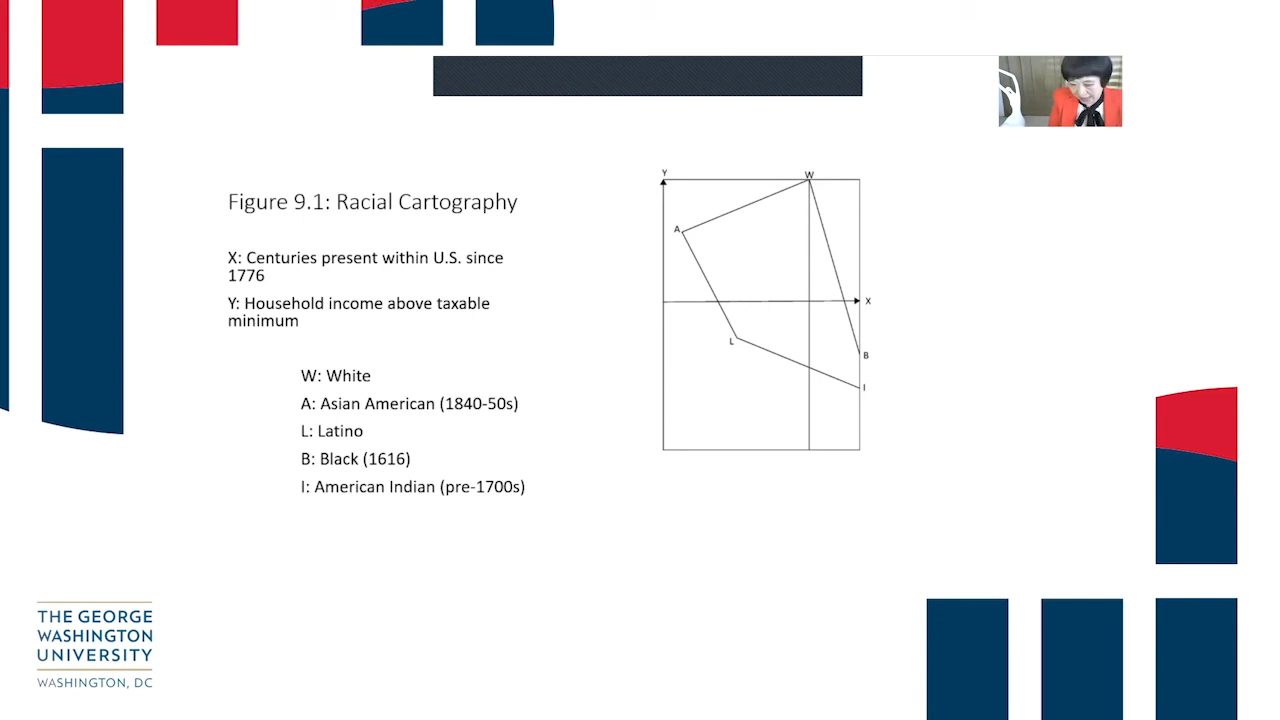 Figure 9.1: Racial Cartography
X: Centuries present within U.S. since
1776
Y: Household income above taxable
minimum
W: White
A: Asian American (1840-50s)
L: Latino
B: Black (1616)
I: American Indian (pre-1700s)
Y
W
A
X
L
B
I
THE GEORGE
WASHINGTON
UNIVERSITY
WASHINGTON, DC